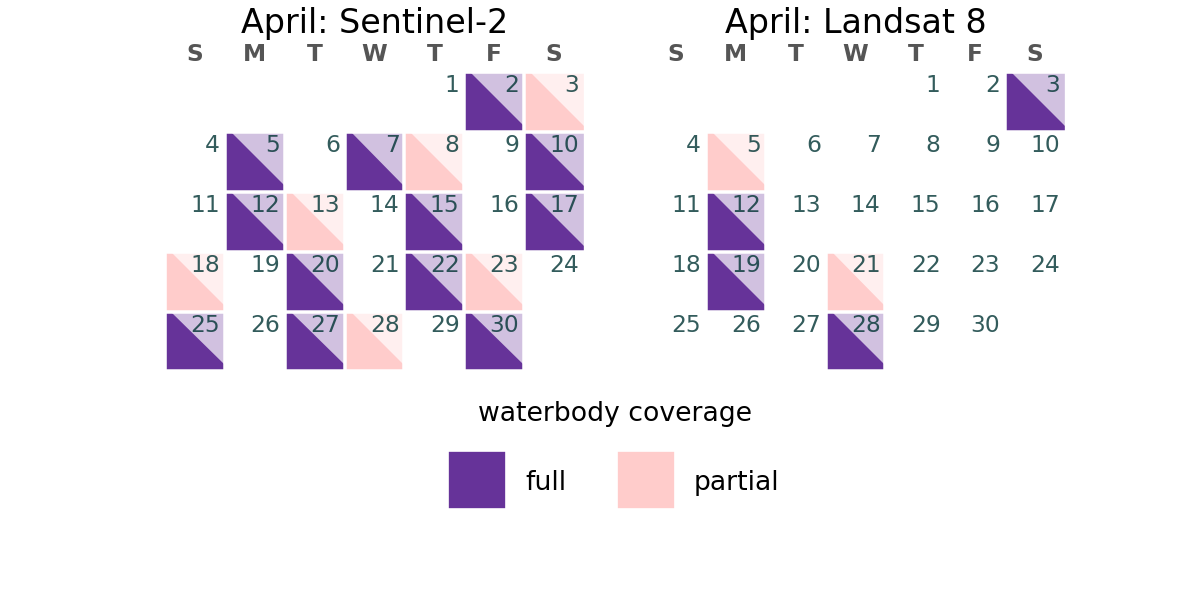 April: Sentinel-2
S M T W T F S
1 2 3
4 5 6 7 8 9 10
11 12 13 14 15 16 17
18 19 20 21 22 23 24
25 26 27 28 29 30
April: Landsat 8
S M T W T F S
1 2 3
4 5 6 7 8 9 10
11 12 13 14 15 16 17
18 19 20 21 22 23 24
25 26 27 28 29 30
waterbody coverage
full partial